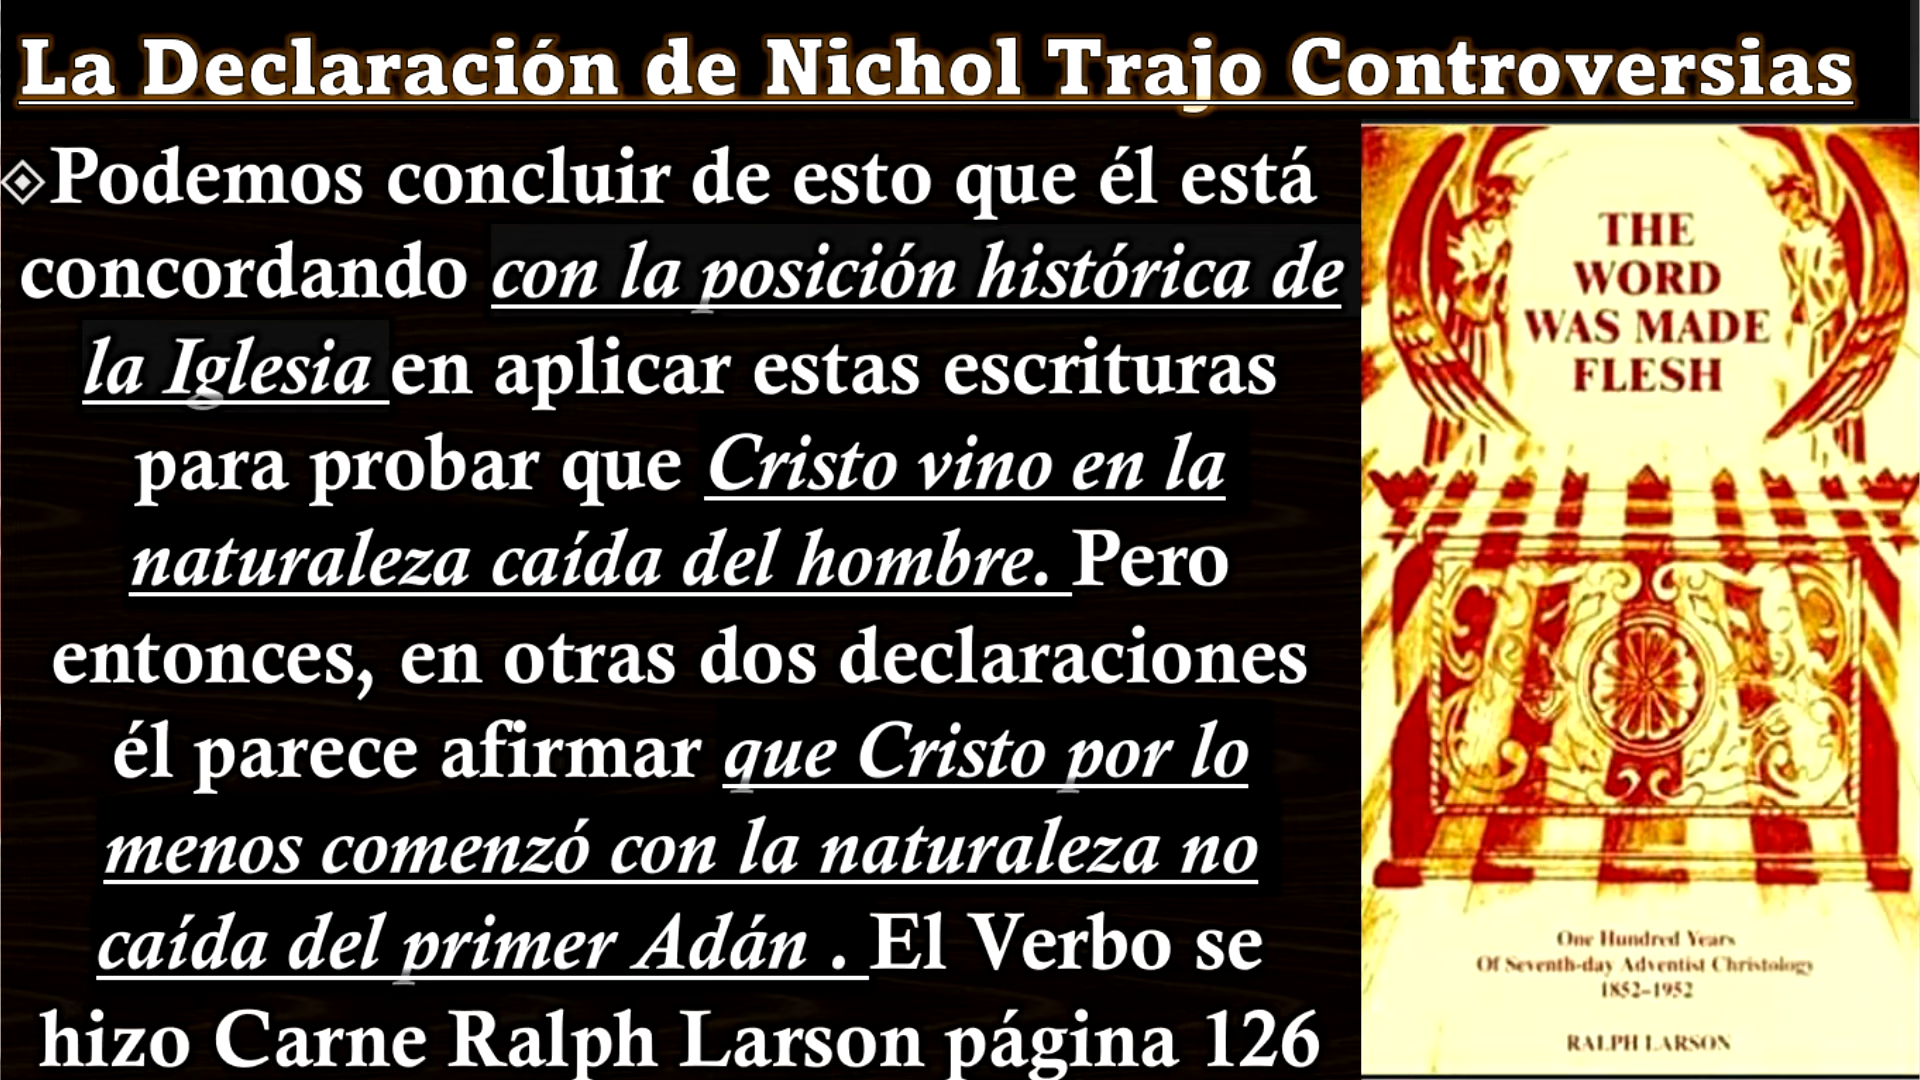 La Declaración de Nichol Trajo Controversias
Podemos concluir de esto que él está
concordando con la posición histórica de
la Iglesia en aplicar estas escrituras
para probar que Cristo vino en la
naturaleza caída del hombre. Pero
entonces, en otras dos declaraciones
él parece afirmar que Cristo por lo
menos comenzó con la naturaleza no
caída del primer Adán . El Verbo se
hizo Carne Ralph Larson página 126
THE
WORD
WAS MADE
FLESH
One Hundred Years
Of Seventh-day Adventist Christology
1852-1952
RALPH LARSON